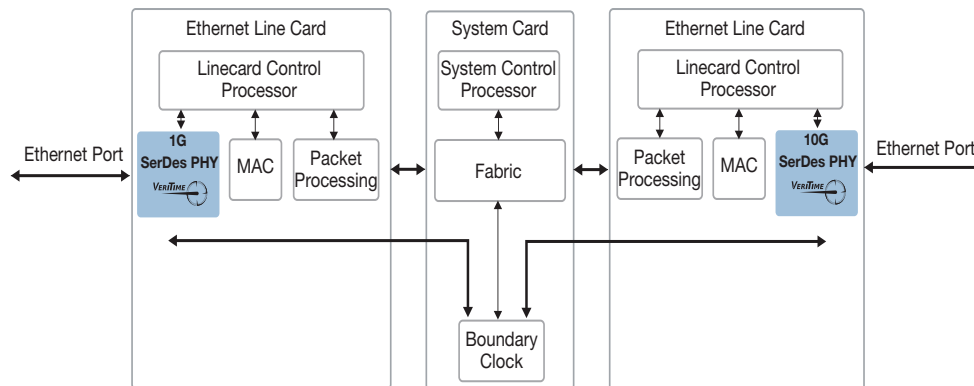 Ethernet Line Card
System Card
Ethernet Line Card
Linecard Control
Processor
System Control
Processor
Linecard Control
Processor
Ethernet Port
1G
SerDes PHY
VERITIME
MAC
Packet
Processing
Fabric
Packet
Processing
MAC
10G
SerDes PHY
VERITIME
Ethernet Port
Boundary
Clock